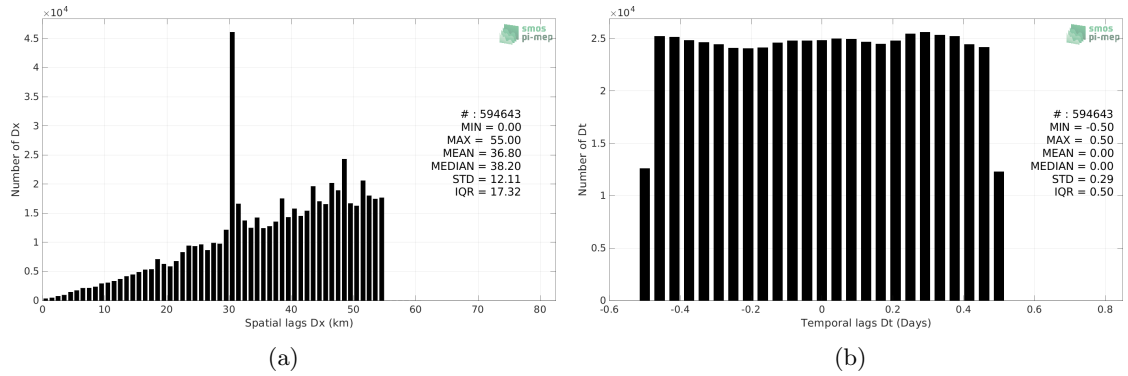 ×10⁴
4.5
4
3.5
3
2.5
2
1.5
1
0.5
0
Number of Dx
0 10 20 30 40 50 60 70 80
Spatial lags Dx (km)
smos
pi-mep
# : 594643
MIN = 0.00
MAX = 55.00
MEAN = 36.80
MEDIAN = 38.20
STD = 12.11
IQR = 17.32
(a)
×10⁴
2.5
2
1.5
1
0.5
0
Number of Dt
-0.6 -0.4 -0.2 0 0.2 0.4 0.6 0.8
Temporal lags Dt (Days)
smos
pi-mep
# : 594643
MIN = -0.50
MAX = 0.50
MEAN = 0.00
MEDIAN = 0.00
STD = 0.29
IQR = 0.50
(b)